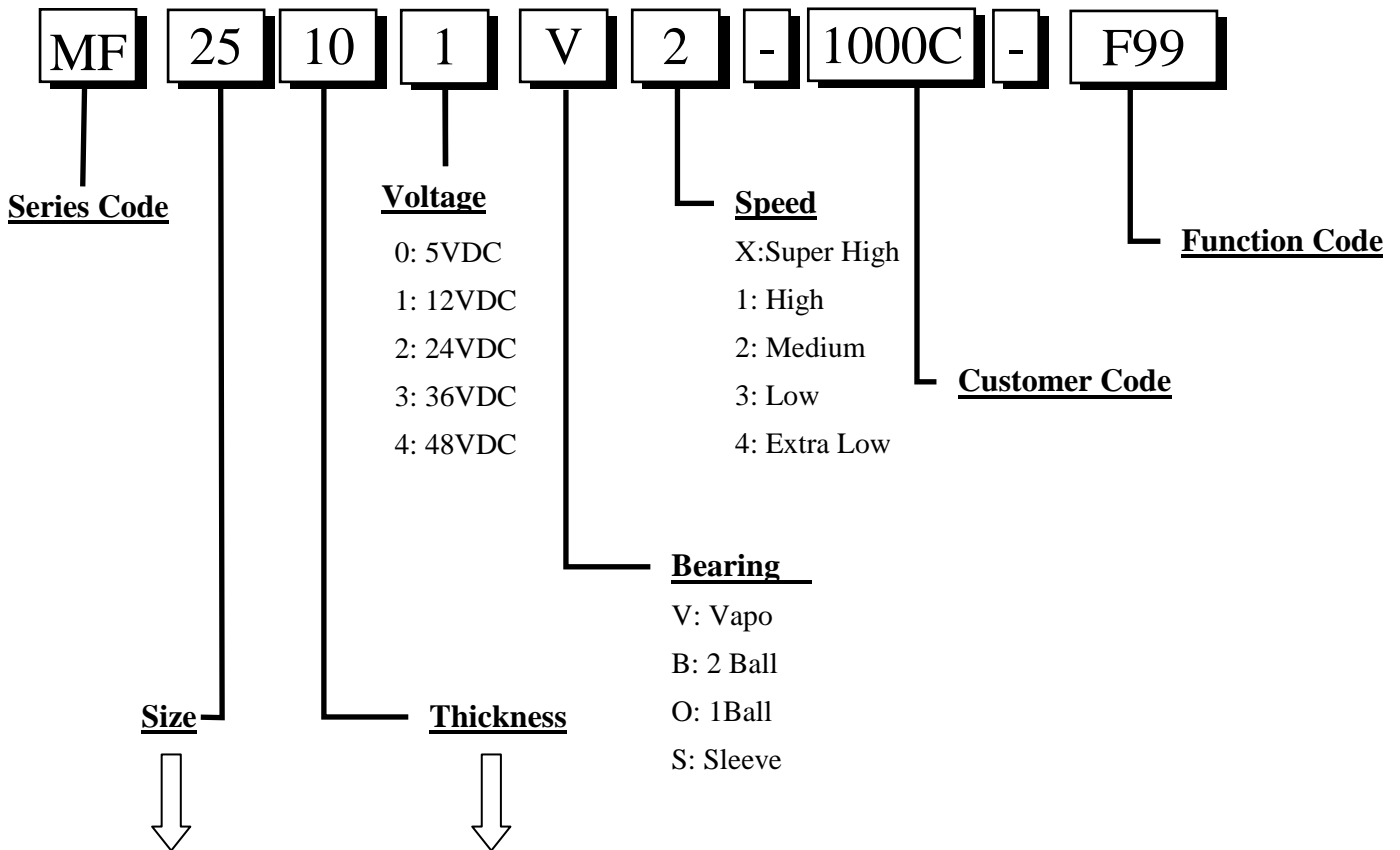 MF 25 10 1 V 2 - 1000C - F99
Series Code
Voltage
0: 5VDC
1: 12VDC
2: 24VDC
3: 36VDC
4: 48VDC
Speed
X:Super High
1: High
2: Medium
3: Low
4: Extra Low
Function Code
Customer Code
Bearing
V: Vapo
B: 2 Ball
O: 1Ball
S: Sleeve
Size
Thickness